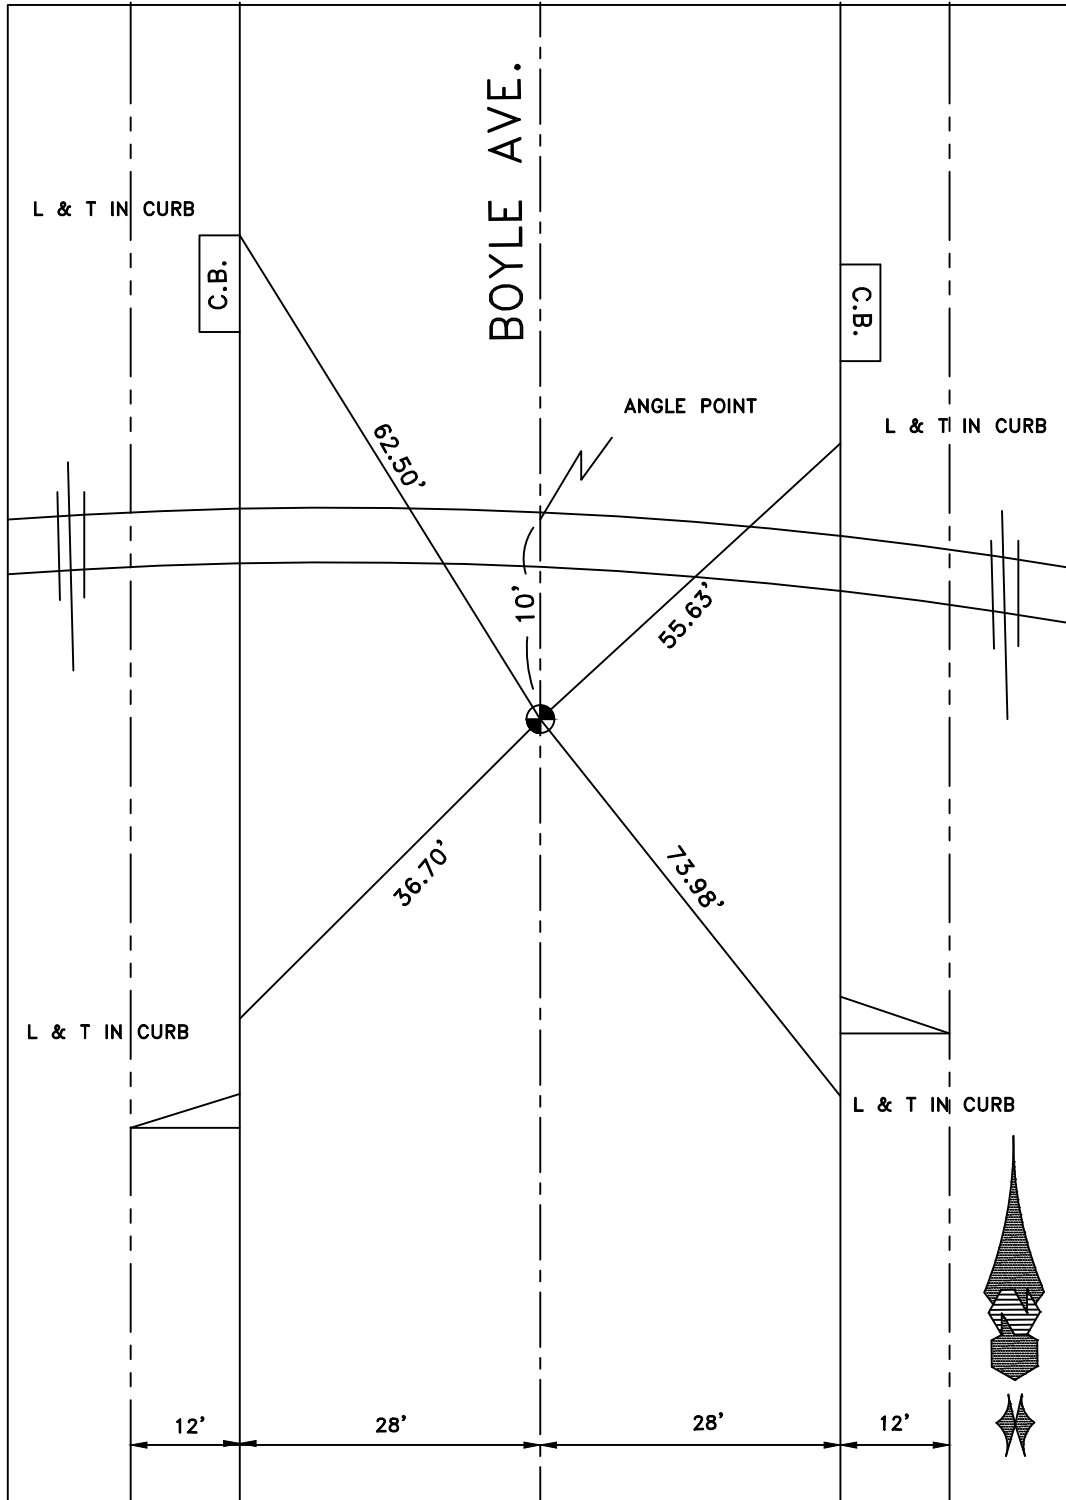 BOYLE AVE.
L & T IN CURB
C.B.
C.B.
ANGLE POINT
L & T IN CURB
62.50’
10’
55.63’
36.70’
73.98’
L & T IN CURB
L & T IN CURB
N
12’
28’
28’
12’